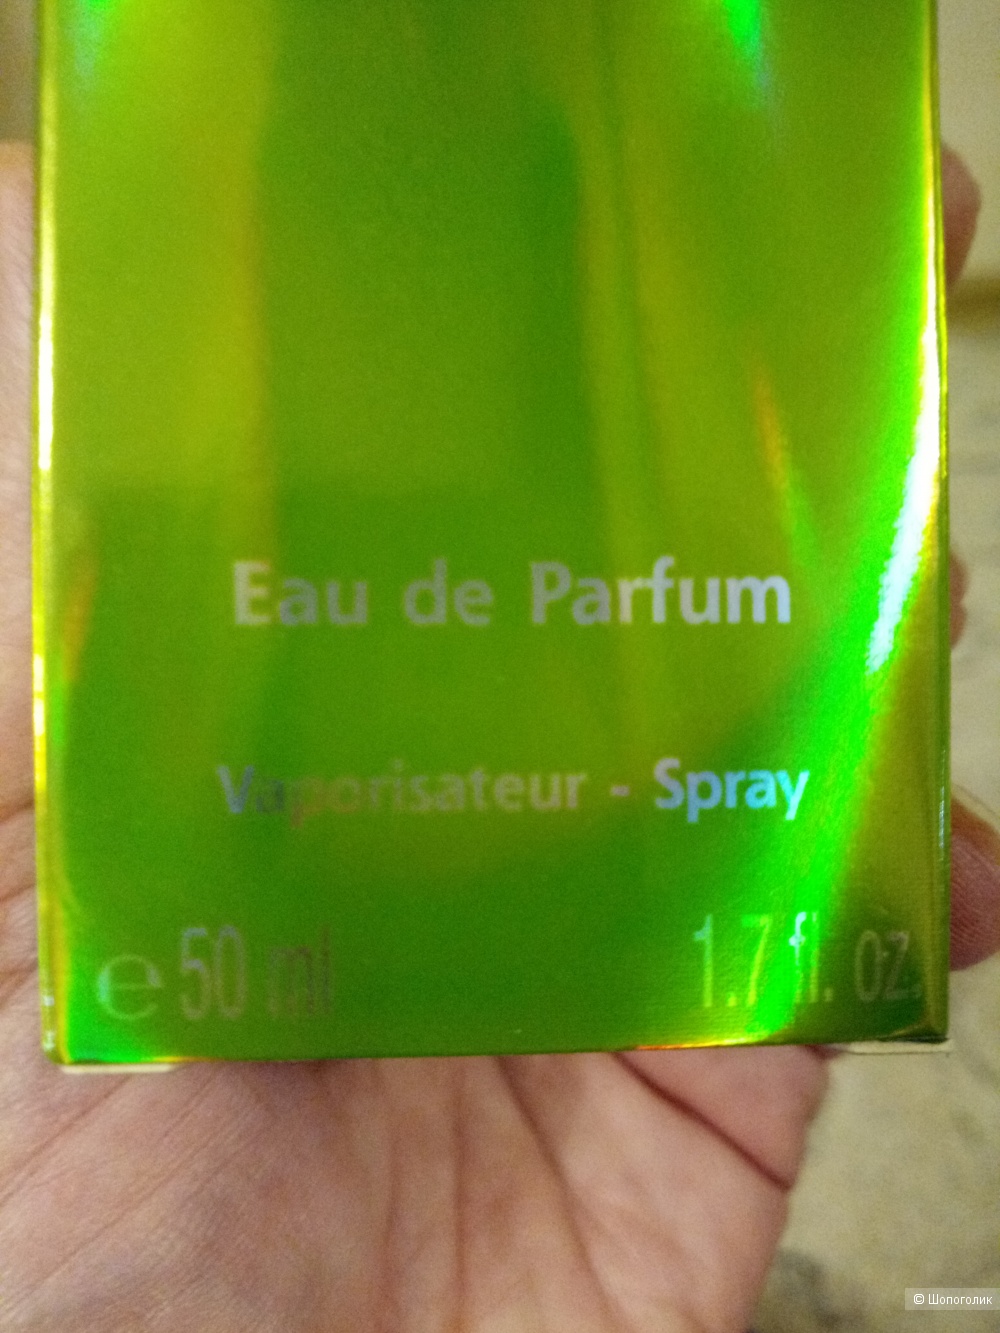 Eau de Parfum
Vaporisateur - Spray
e 50 ml 1.7 fl. oz.
© Шопоголик